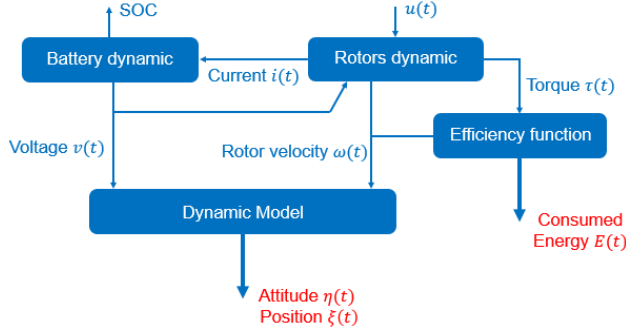 SOC
u(t)
Battery dynamic
Rotors dynamic
Current i(t)
Torque τ(t)
Efficiency function
Voltage v(t)
Rotor velocity ω(t)
Dynamic Model
Consumed
Energy E(t)
Attitude η(t)
Position ξ(t)